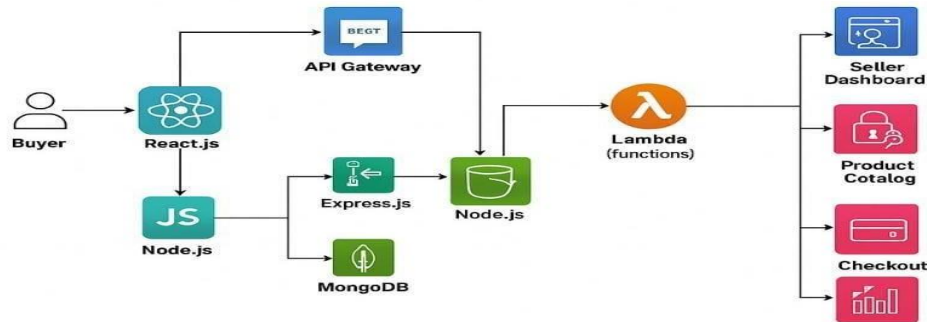 BEGT
API Gateway
Buyer
React.js
JS
Node.js
Express.js
MongoDB
Node.js
λ
Lambda
(functions)
Seller
Dashboard
Product
Cotalog
Checkout